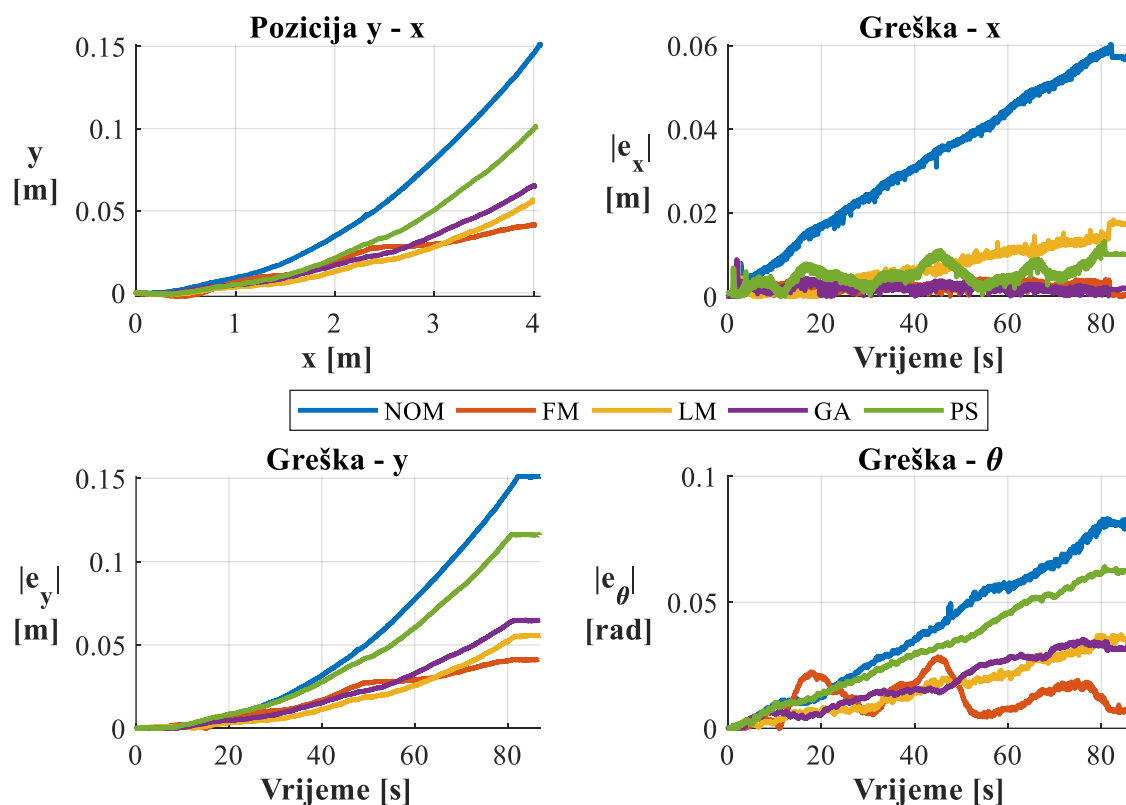 Pozicija y - x
0.15
0.1
0.05
0
y
[m]
0 1 2 3 4
x [m]
Greška - x
0.06
0.04
0.02
0
|e_x|
[m]
0 20 40 60 80
Vrijeme [s]
NOM FM LM GA PS
Greška - y
0.15
0.1
0.05
0
|e_y|
[m]
0 20 40 60 80
Vrijeme [s]
Greška - θ
0.1
0.05
0
|e_θ|
[rad]
0 20 40 60 80
Vrijeme [s]